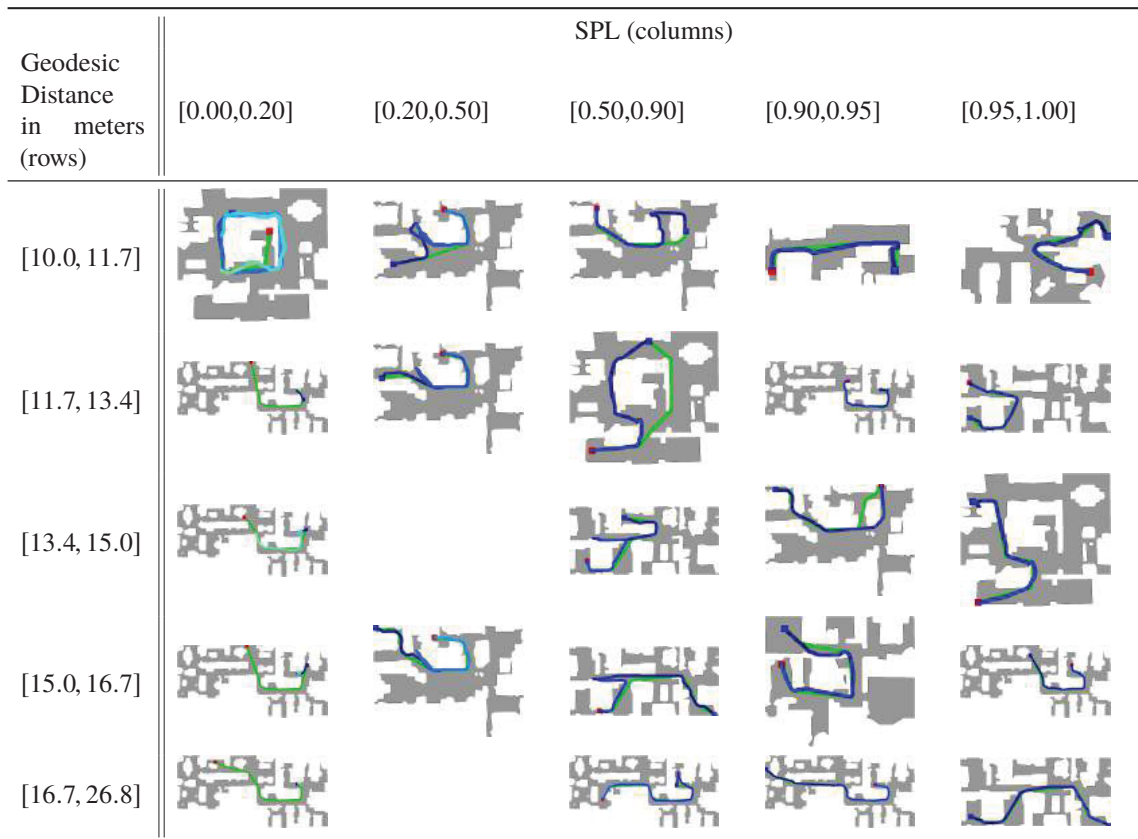 SPL (columns)
Geodesic
Distance
in meters
(rows)
[0.00,0.20] [0.20,0.50] [0.50,0.90] [0.90,0.95] [0.95,1.00]
[10.0, 11.7]
[11.7, 13.4]
[13.4, 15.0]
[15.0, 16.7]
[16.7, 26.8]